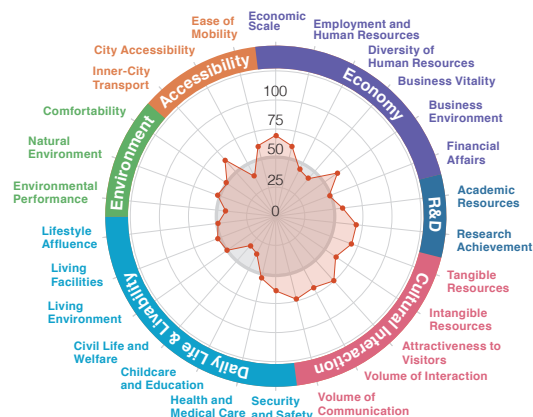 Economic
Scale
Employment and
Human Resources
Diversity of
Human Resources
Business Vitality
Business
Environment
Financial
Affairs
Academic
Resources
Research
Achievement
Tangible
Resources
Intangible
Resources
Attractiveness to
Visitors
Volume of Interaction
Volume of
Communication
Security
and Safety
Health and
Medical Care
Childcare
and Education
Civil Life and
Welfare
Living
Environment
Living
Facilities
Lifestyle
Affluence
Environmental
Performance
Natural
Environment
Comfortability
Inner-City
Transport
City Accessibility
Ease of
Mobility
Economy
R&D
Cultural Interaction
Daily Life & Livability
Environment
Accessibility
100
75
50
25
0